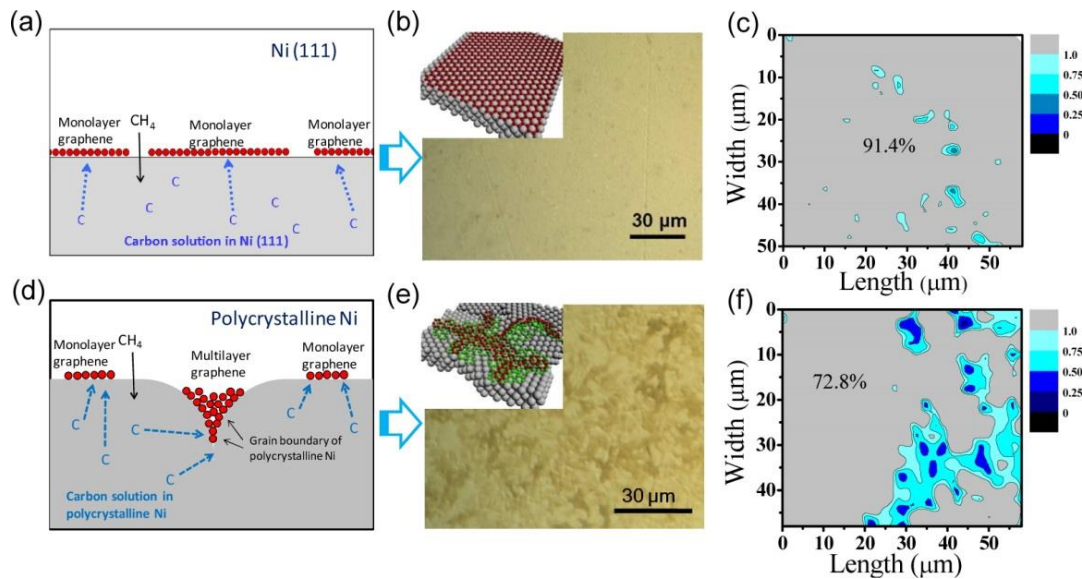 (a)
Ni (111)
Monolayer
graphene
CH4
Monolayer
graphene
Monolayer
graphene
C
C
C
C
C
C
C
Carbon solution in Ni (111)
(b)
30 μm
(c)
Width (μm)
0
10
20
30
40
50
91.4%
0
10
20
30
40
50
Length (μm)
1.0
0.75
0.50
0.25
0
(d)
Polycrystalline Ni
Monolayer
graphene
CH4
Multilayer
graphene
Monolayer
graphene
C
C
C
C
C
Grain boundary of
polycrystalline Ni
Carbon solution in
polycrystalline Ni
(e)
30 μm
(f)
Width (μm)
0
10
20
30
40
72.8%
0
10
20
30
40
50
Length (μm)
1.0
0.75
0.50
0.25
0